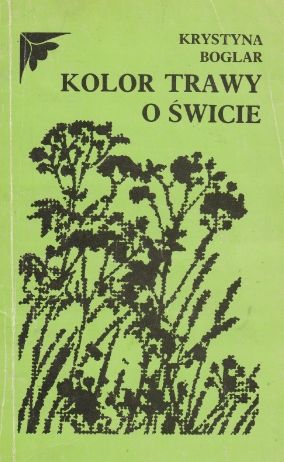 KRYSTYNA
BOGLAR
KOLOR TRAWY
O ŚWICIE